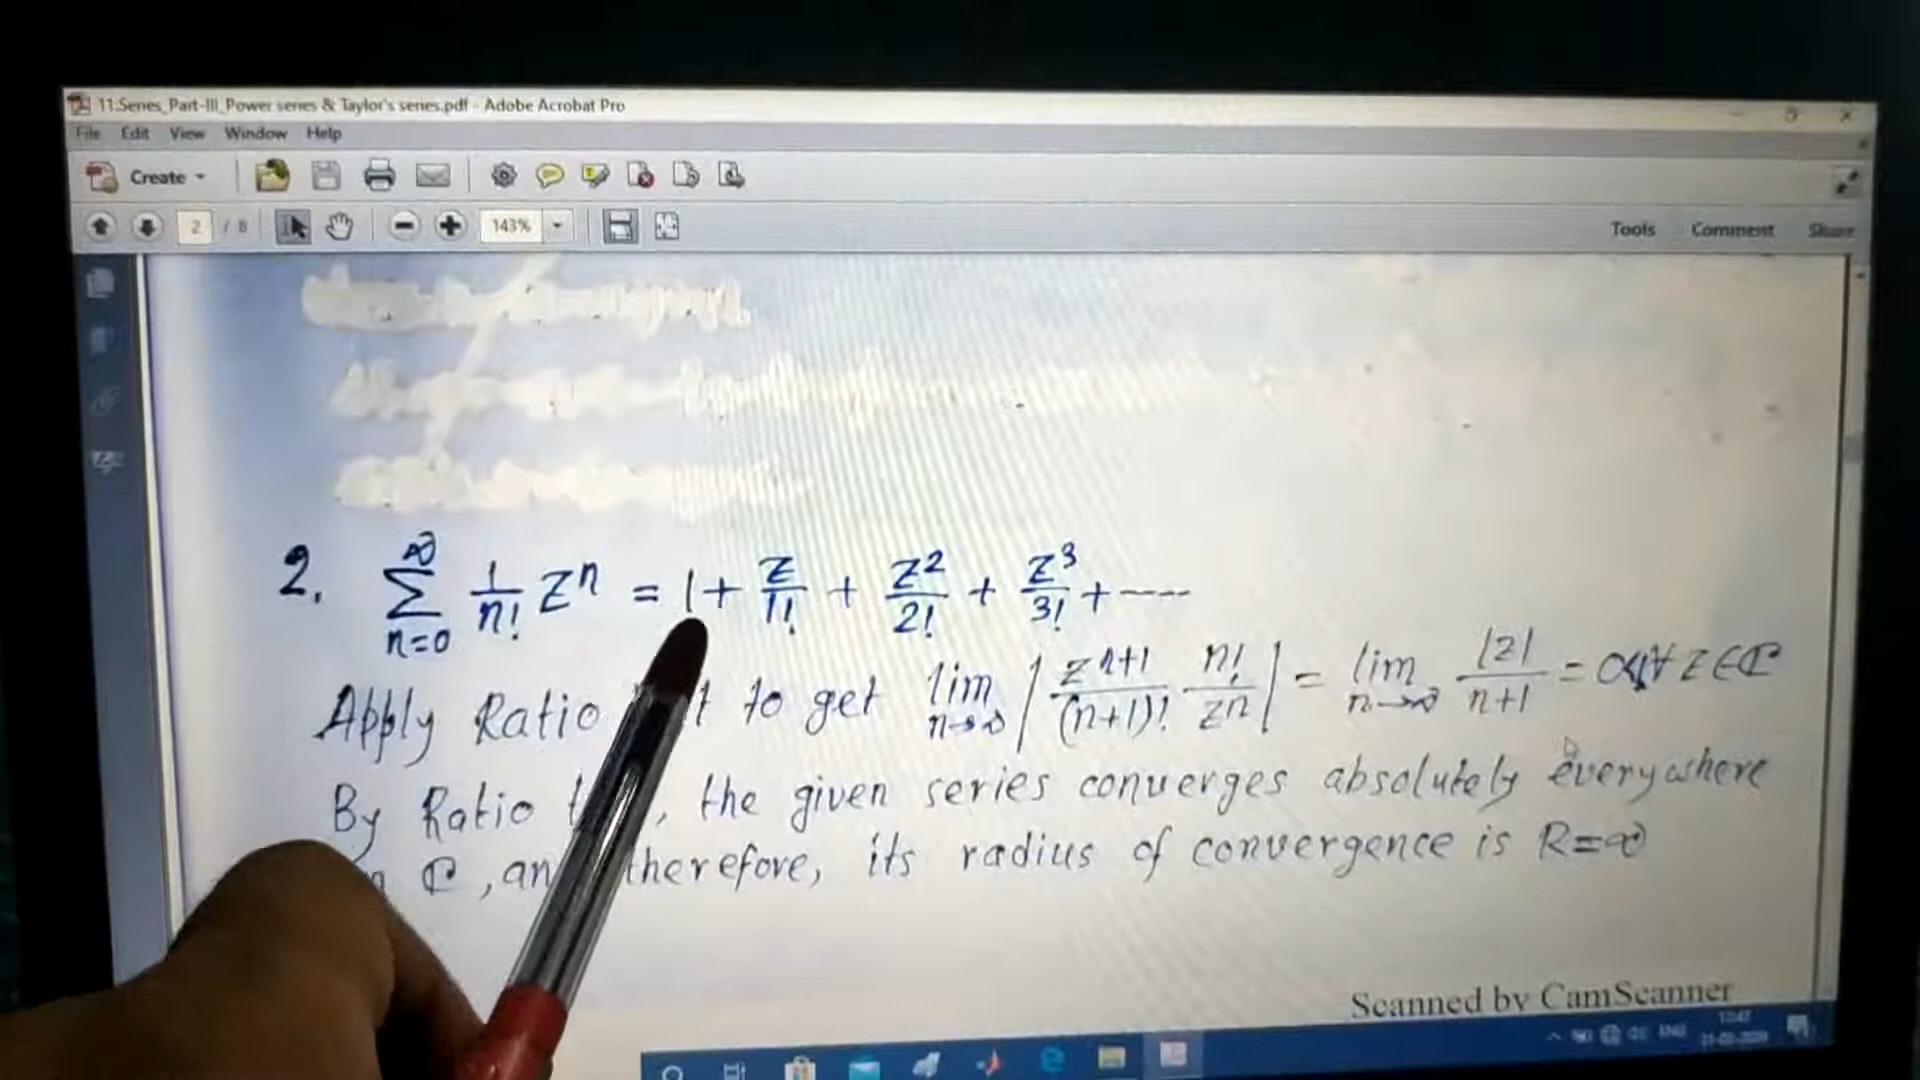 11.Series_Part-III_Power series & Taylor's series.pdf - Adobe Acrobat Pro
File Edit View Window Help
Create
2 / 8 143% Tools Comment Share
2. ∑_{n=0}^{∞} 1/n! zⁿ = 1 + z/1! + z²/2! + z³/3! + ----
Apply Ratio to get lim_{n→∞} | z^{n+1}/(n+1)! n!/zⁿ | = lim_{n→∞} |z|/(n+1) = ∀ z ∈ ℂ
By Ratio , the given series converges absolutely everywhere
ℂ, therefore, its radius of convergence is R=∞
Scanned by CamScanner
ENG